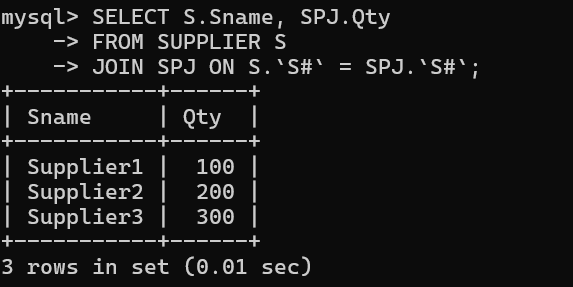 mysql> SELECT S.Sname, SPJ.Qty
    -> FROM SUPPLIER S
    -> JOIN SPJ ON S.`S#` = SPJ.`S#`;
+-----------+------+
| Sname     | Qty  |
+-----------+------+
| Supplier1 |  100 |
| Supplier2 |  200 |
| Supplier3 |  300 |
+-----------+------+
3 rows in set (0.01 sec)